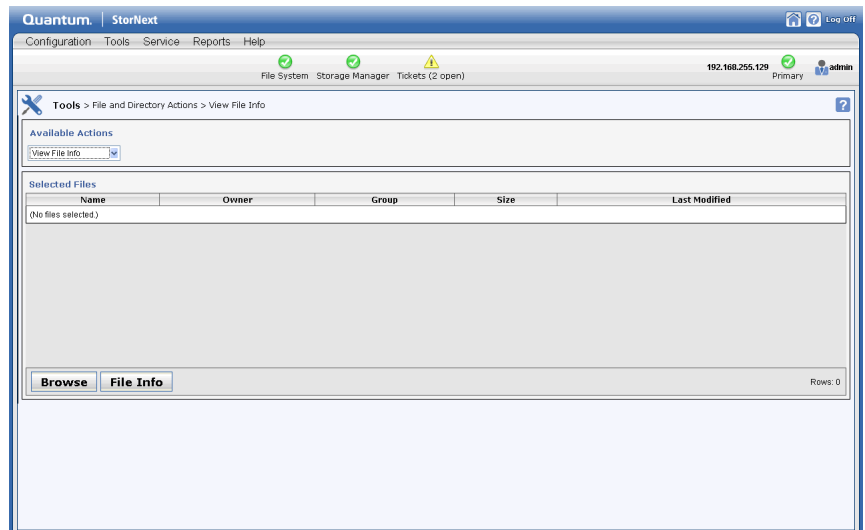 Quantum. StorNext Log Off
Configuration Tools Service Reports Help
File System Storage Manager Tickets (2 open) 192.168.255.129 Primary admin
Tools > File and Directory Actions > View File Info
Available Actions
View File Info
Selected Files
Name Owner Group Size Last Modified
(No files selected.)
Browse File Info Rows: 0